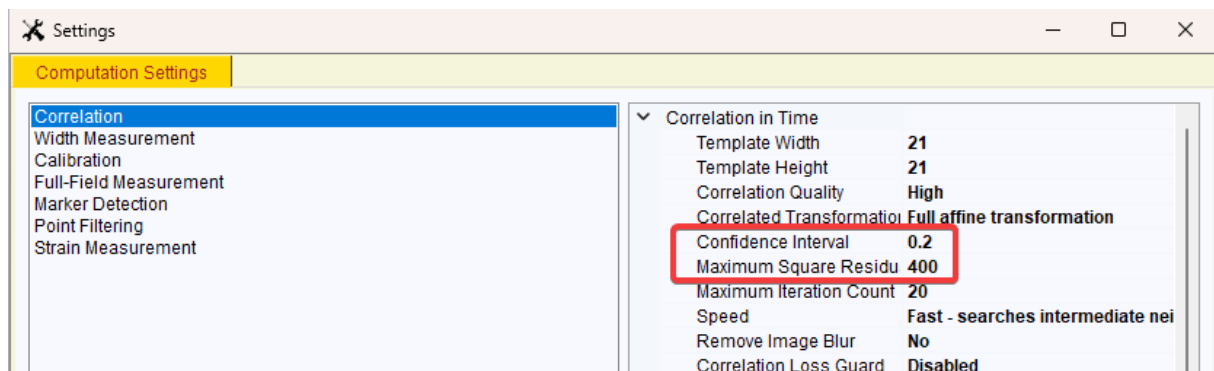 Settings
Computation Settings
Correlation
Width Measurement
Calibration
Full-Field Measurement
Marker Detection
Point Filtering
Strain Measurement
Correlation in Time
Template Width 21
Template Height 21
Correlation Quality High
Correlated Transformatio Full affine transformation
Confidence Interval 0.2
Maximum Square Residu 400
Maximum Iteration Count 20
Speed Fast - searches intermediate nei
Remove Image Blur No
Correlation Loss Guard Disabled